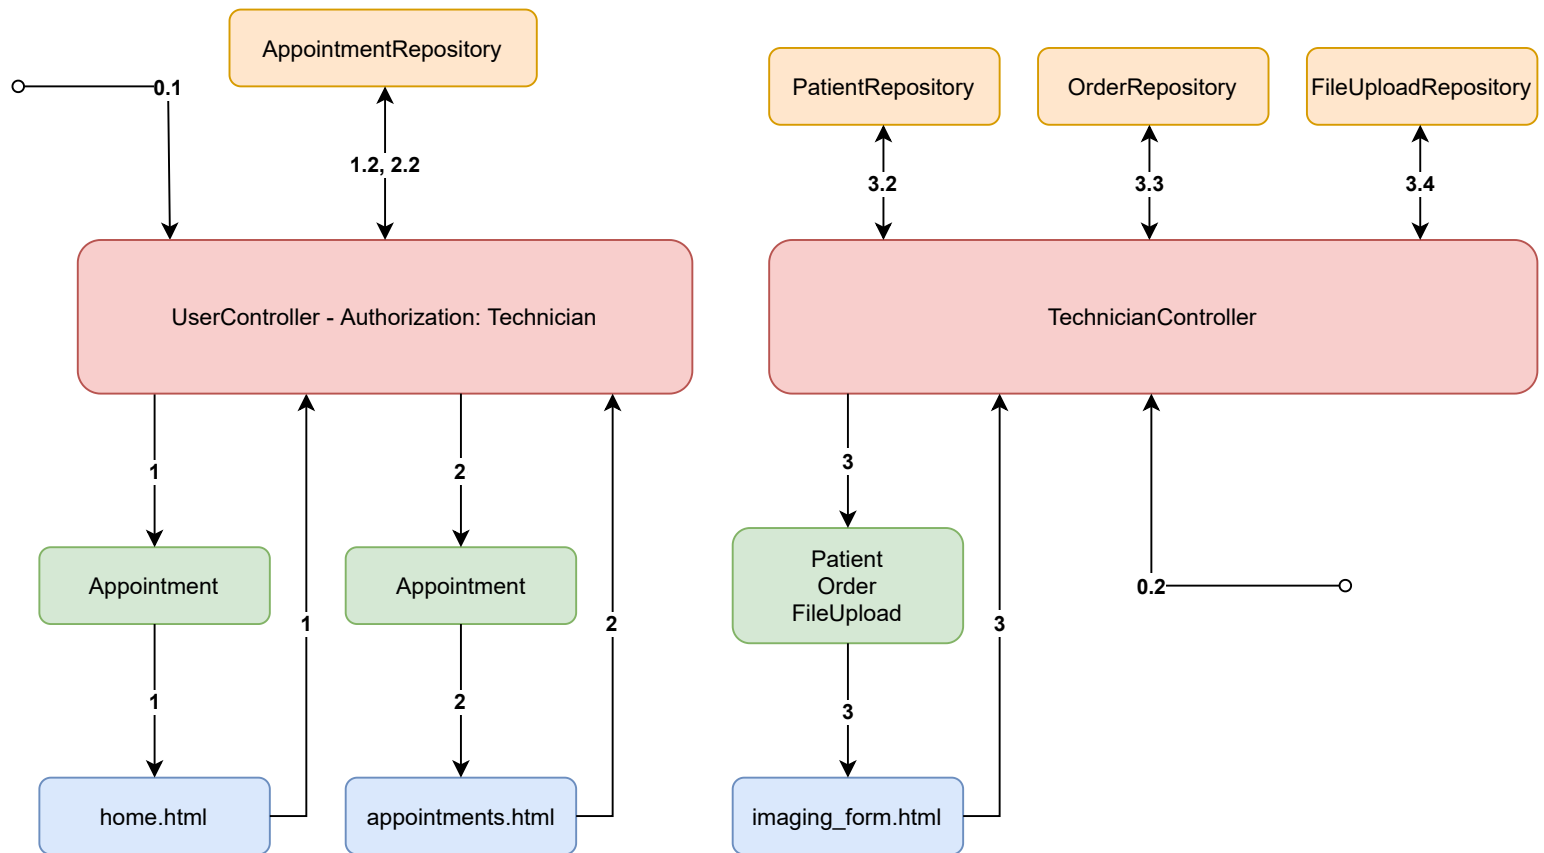 AppointmentRepository
PatientRepository
OrderRepository
FileUploadRepository
0.1
1.2, 2.2
3.2
3.3
3.4
UserController - Authorization: Technician
TechnicianController
1
2
3
Appointment
Appointment
Patient
Order
FileUpload
0.2
1
2
3
1
2
3
home.html
appointments.html
imaging_form.html